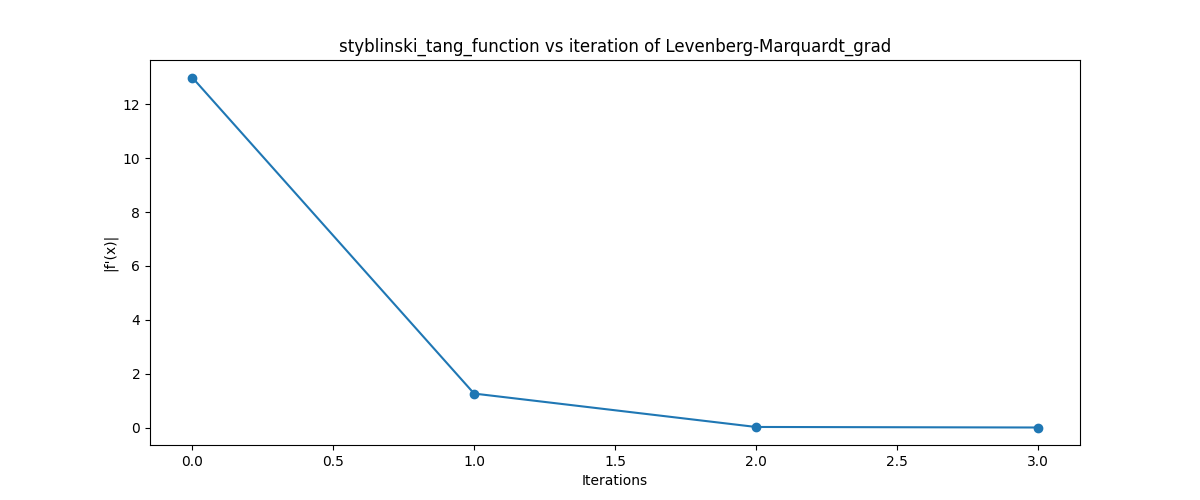 styblinski_tang_function vs iteration of Levenberg-Marquardt_grad
12
10
8
6
4
2
0
|f'(x)|
0.0 0.5 1.0 1.5 2.0 2.5 3.0
Iterations